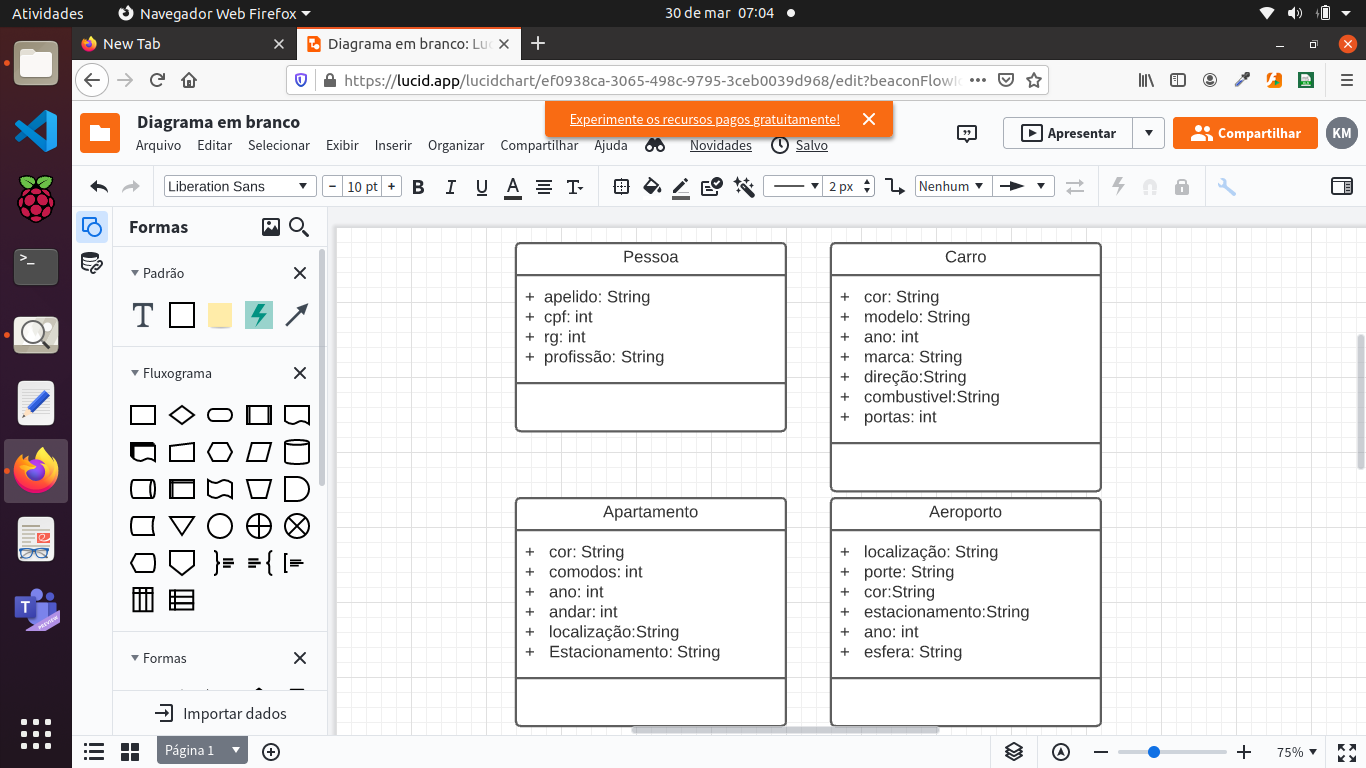 Atividades
Navegador Web Firefox
30 de mar 07:04
New Tab
Diagrama em branco: Luc
https://lucid.app/lucidchart/ef0938ca-3065-498c-9795-3ceb0039d968/edit?beaconFlowI
Diagrama em branco
Experimente os recursos pagos gratuitamente!
Arquivo Editar Selecionar Exibir Inserir Organizar Compartilhar Ajuda Novidades Salvo
Apresentar
Compartilhar
KM
Liberation Sans
− 10 pt +
B I U A T
2 px
Nenhum
Formas
Padrão
T
Fluxograma
Formas
Importar dados
Pessoa
+ apelido: String
+ cpf: int
+ rg: int
+ profissão: String
Carro
+ cor: String
+ modelo: String
+ ano: int
+ marca: String
+ direção:String
+ combustivel:String
+ portas: int
Apartamento
+ cor: String
+ comodos: int
+ ano: int
+ andar: int
+ localização:String
+ Estacionamento: String
Aeroporto
+ localização: String
+ porte: String
+ cor:String
+ estacionamento:String
+ ano: int
+ esfera: String
Página 1
75%
>_
T
PREVIEW